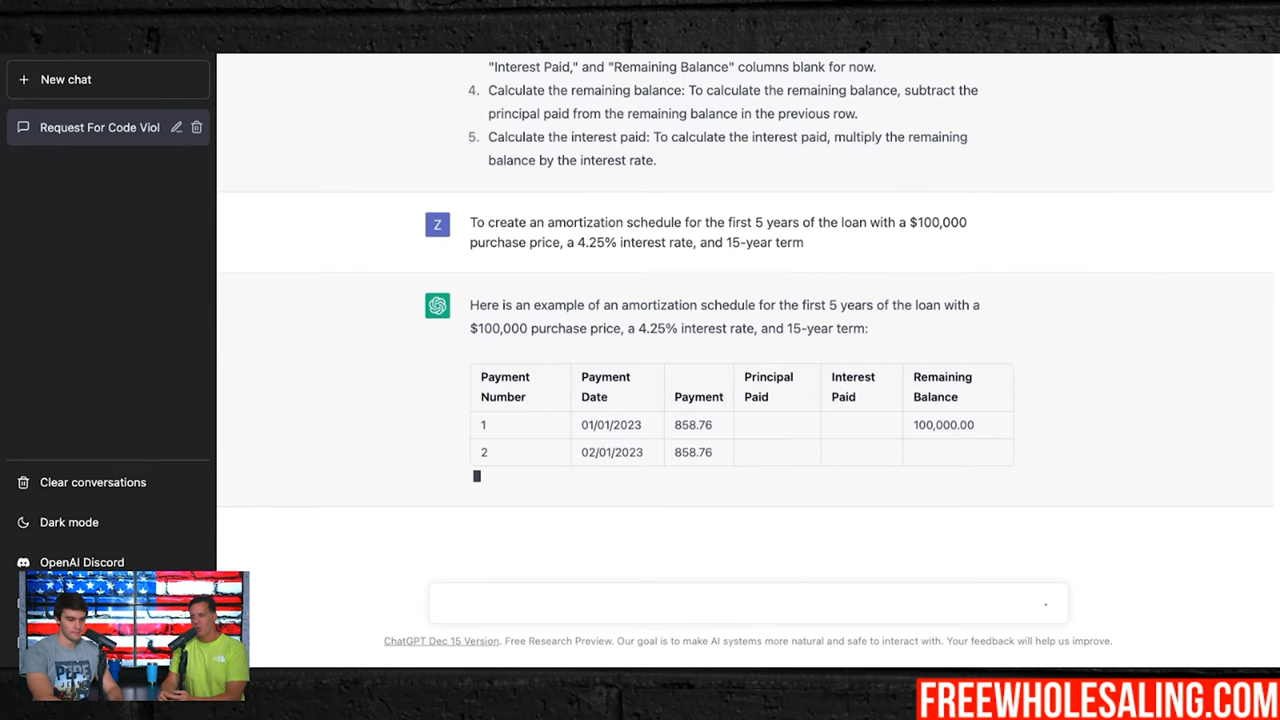 New chat
Request For Code Viol
"Interest Paid," and "Remaining Balance" columns blank for now.
4. Calculate the remaining balance: To calculate the remaining balance, subtract the
principal paid from the remaining balance in the previous row.
5. Calculate the interest paid: To calculate the interest paid, multiply the remaining
balance by the interest rate.
Z
To create an amortization schedule for the first 5 years of the loan with a $100,000
purchase price, a 4.25% interest rate, and 15-year term
Here is an example of an amortization schedule for the first 5 years of the loan with a
$100,000 purchase price, a 4.25% interest rate, and 15-year term:
Payment Number Payment Date Payment Principal Paid Interest Paid Remaining Balance
1 01/01/2023 858.76 100,000.00
2 02/01/2023 858.76
Clear conversations
Dark mode
OpenAI Discord
ChatGPT Dec 15 Version. Free Research Preview. Our goal is to make AI systems more natural and safe to interact with. Your feedback will help us improve.
FREEWHOLESALING.COM